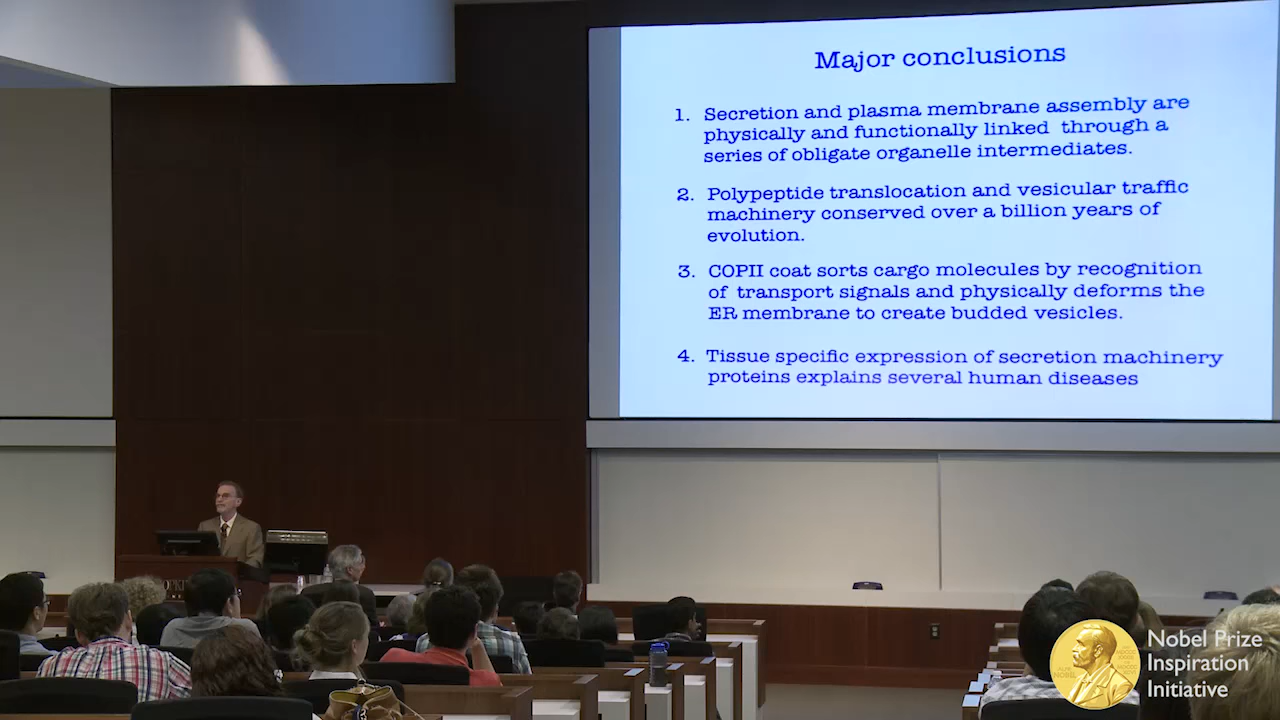 Major conclusions
1. Secretion and plasma membrane assembly are
physically and functionally linked through a
series of obligate organelle intermediates.
2. Polypeptide translocation and vesicular traffic
machinery conserved over a billion years of
evolution.
3. COPII coat sorts cargo molecules by recognition
of transport signals and physically deforms the
ER membrane to create budded vesicles.
4. Tissue specific expression of secretion machinery
proteins explains several human diseases
Nobel Prize
Inspiration
Initiative